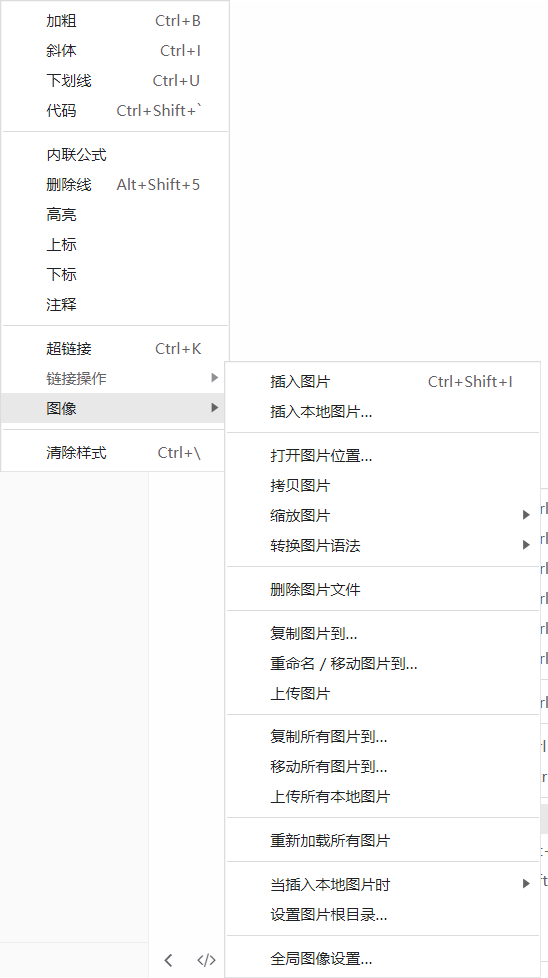 加粗 Ctrl+B
斜体 Ctrl+I
下划线 Ctrl+U
代码 Ctrl+Shift+`
内联公式
删除线 Alt+Shift+5
高亮
上标
下标
注释
超链接 Ctrl+K
链接操作
图像
清除样式 Ctrl+\
插入图片 Ctrl+Shift+I
插入本地图片...
打开图片位置...
拷贝图片
缩放图片
转换图片语法
删除图片文件
复制图片到...
重命名 / 移动图片到...
上传图片
复制所有图片到...
移动所有图片到...
上传所有本地图片
重新加载所有图片
当插入本地图片时
设置图片根目录...
全局图像设置...